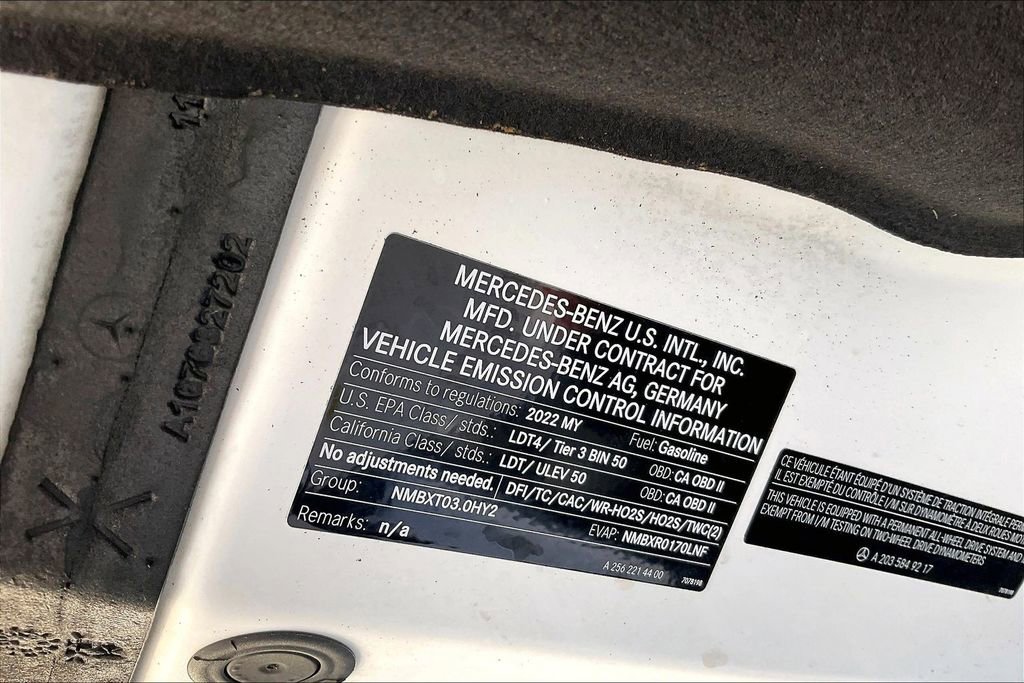 11
A1676827202
MERCEDES-BENZ U.S. INTL., INC.
MFD. UNDER CONTRACT FOR
MERCEDES-BENZ AG, GERMANY
VEHICLE EMISSION CONTROL INFORMATION
Conforms to regulations: 2022 MY Fuel: Gasoline
U.S. EPA Class/ stds.: LDT4/ Tier 3 BIN 50 OBD: CA OBD II
California Class/ stds.: LDT/ ULEV 50 OBD: CA OBD II
No adjustments needed. DFI/TC/CAC/WR-HO2S/HO2S/TWC(2)
Group: NMBXT03.0HY2 EVAP: NMBXR0170LNF
Remarks: n/a
A 256 221 44 00
CE VÉHICULE ÉTANT ÉQUIPÉ D'UN SYSTÈME DE TRACTION INTÉGRALE
IL EST EXEMPTÉ DU CONTRÔLE I/M SUR DYNAMOMÈTRE À DEUX ROUES
THIS VEHICLE IS EQUIPPED WITH A PERMANENT ALL-WHEEL DRIVE SYSTEM AND
EXEMPT FROM I/M TESTING ON TWO-WHEEL DRIVE DYNAMOMETERS
A 203 584 92 17